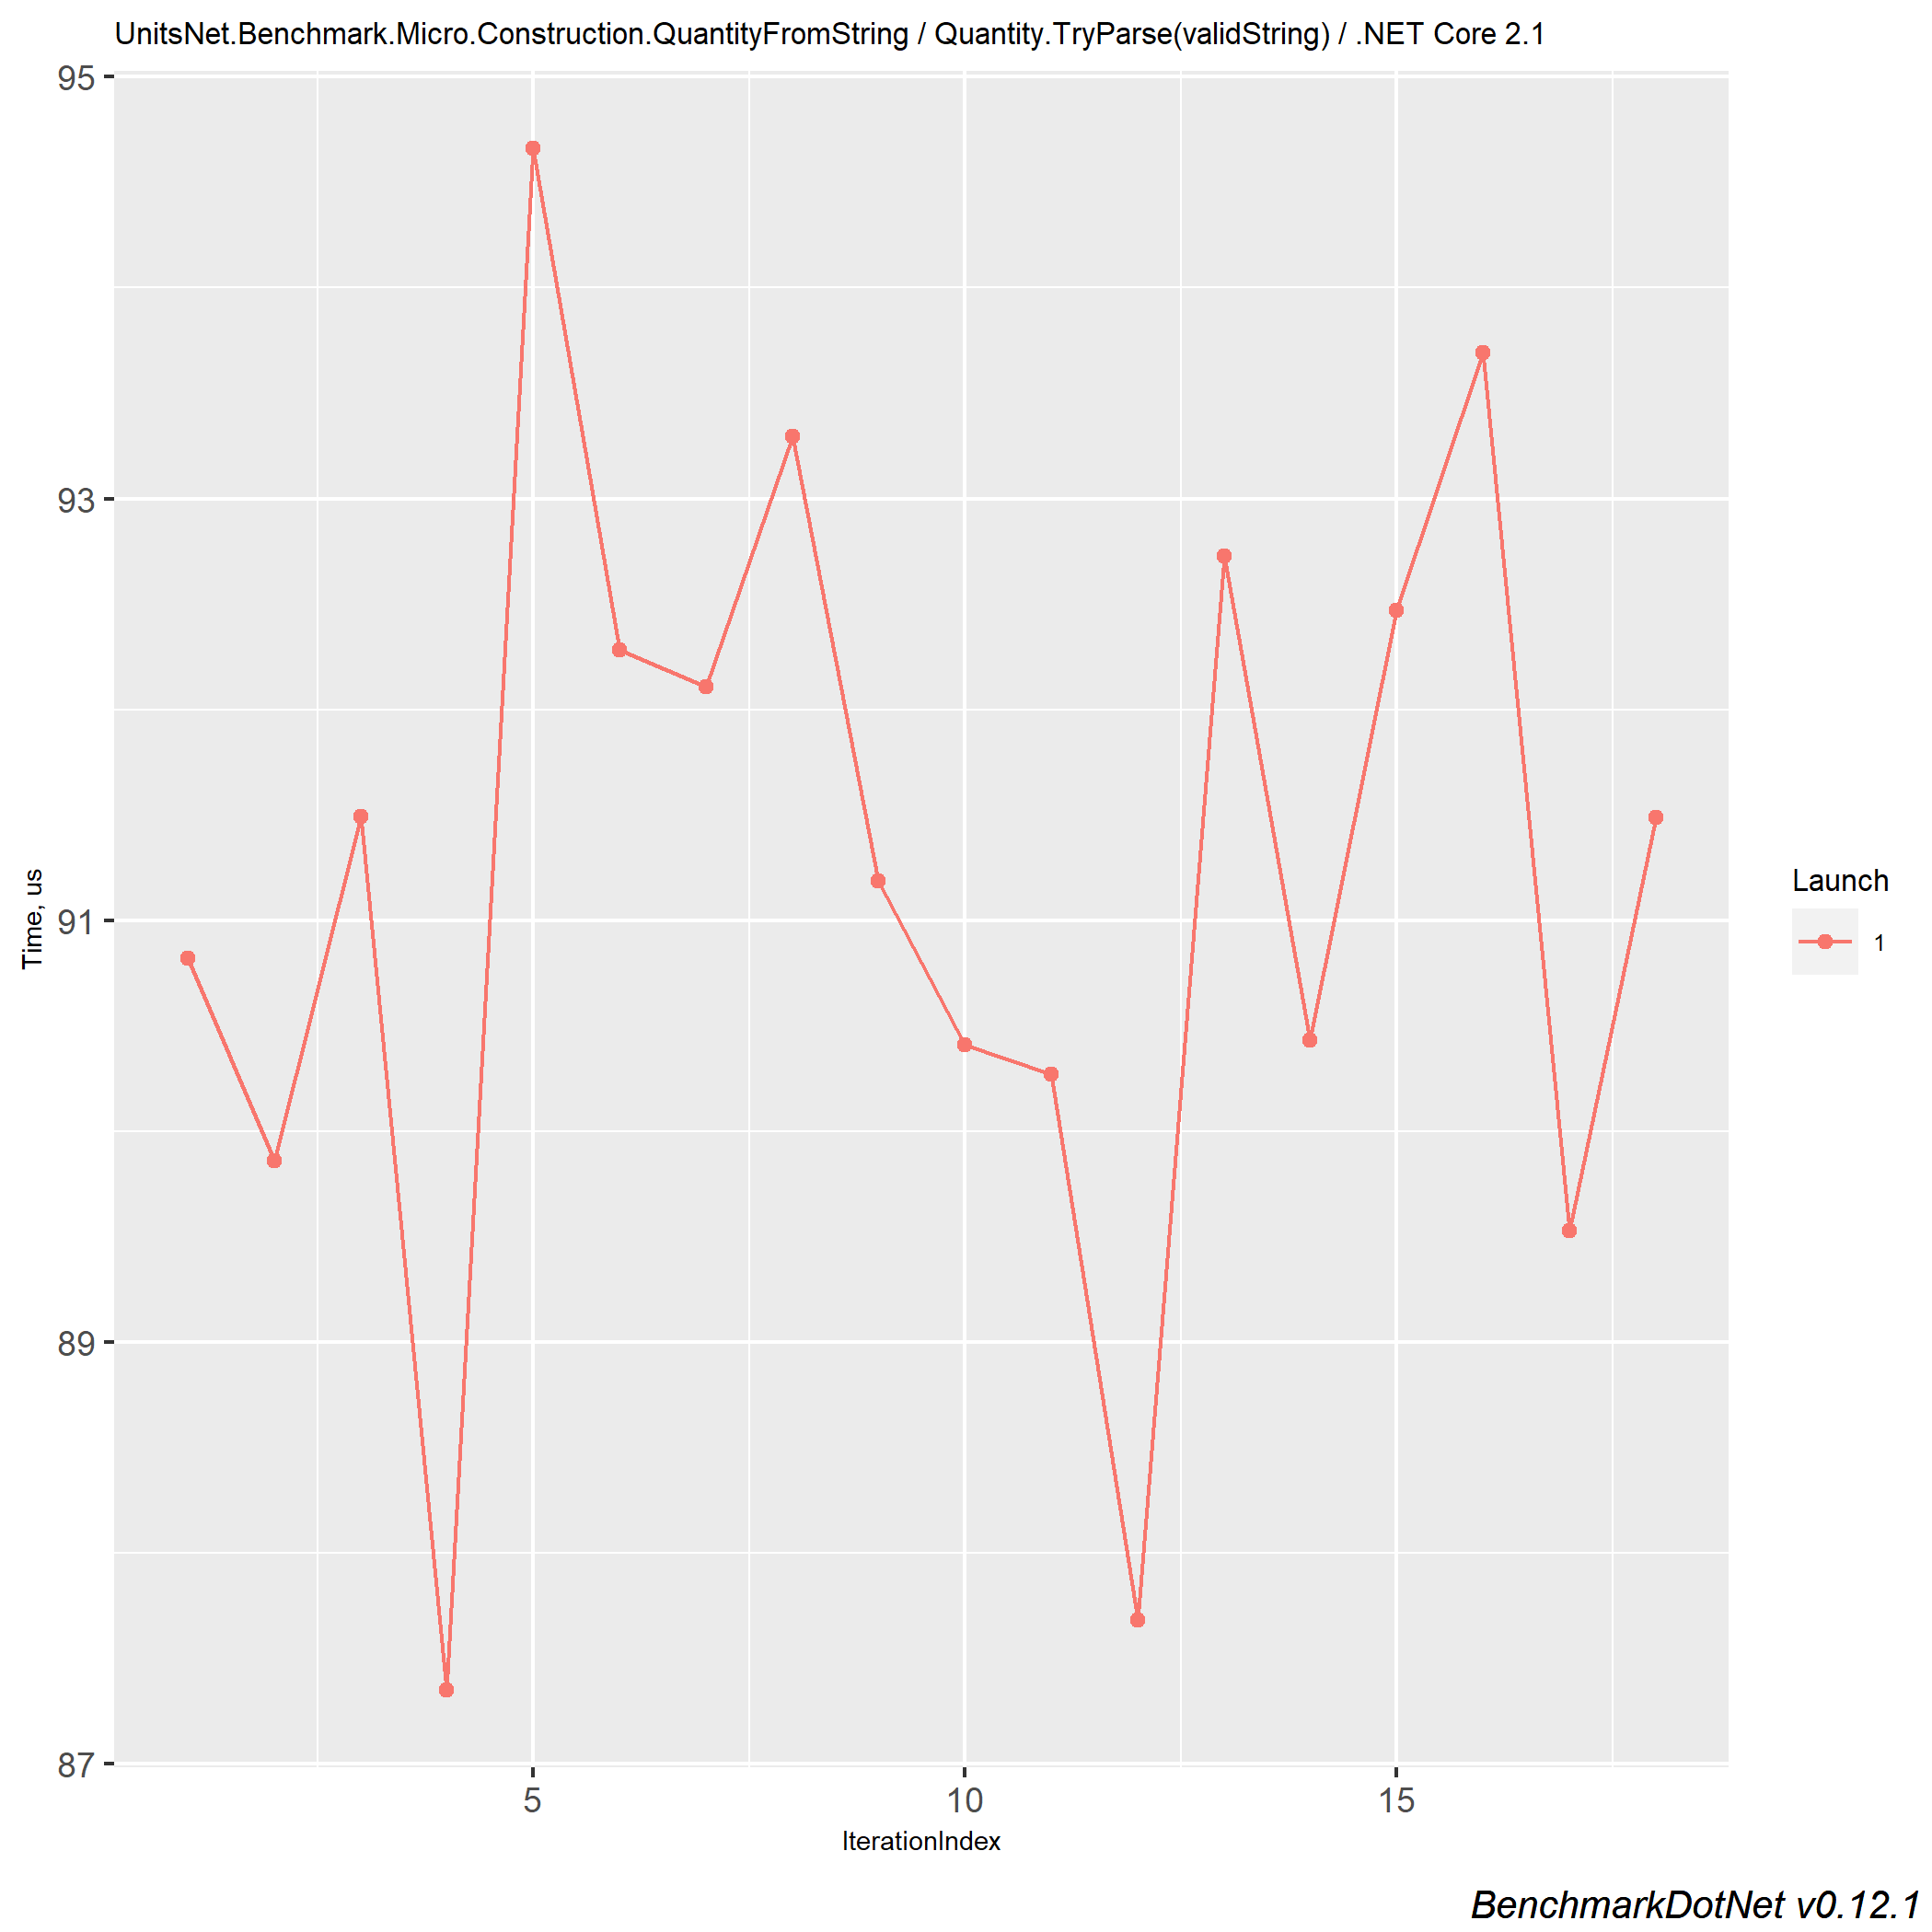 UnitsNet.Benchmark.Micro.Construction.QuantityFromString / Quantity.TryParse(validString) / .NET Core 2.1
95
93
91
89
87
Time, us
5 10 15
IterationIndex
Launch
1
BenchmarkDotNet v0.12.1